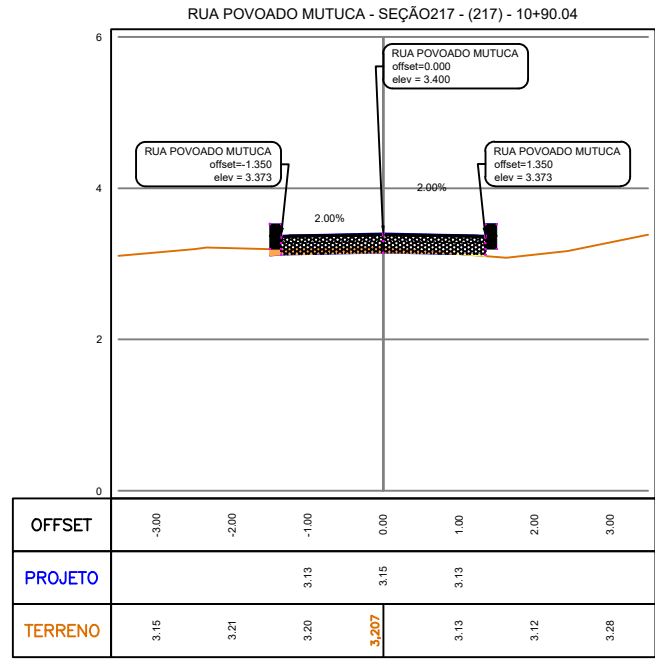 RUA POVOADO MUTUCA - SEÇÃO217 - (217) - 10+90.04
6
RUA POVOADO MUTUCA
offset=0.000
elev = 3.400
RUA POVOADO MUTUCA
offset=-1.350
elev = 3.373
RUA POVOADO MUTUCA
offset=1.350
elev = 3.373
4
2.00%
2.00%
2
0
OFFSET -3.00 -2.00 -1.00 0.00 1.00 2.00 3.00
PROJETO 3.13 3.15 3.13
TERRENO 3.15 3.21 3.20 3,207 3.13 3.12 3.28